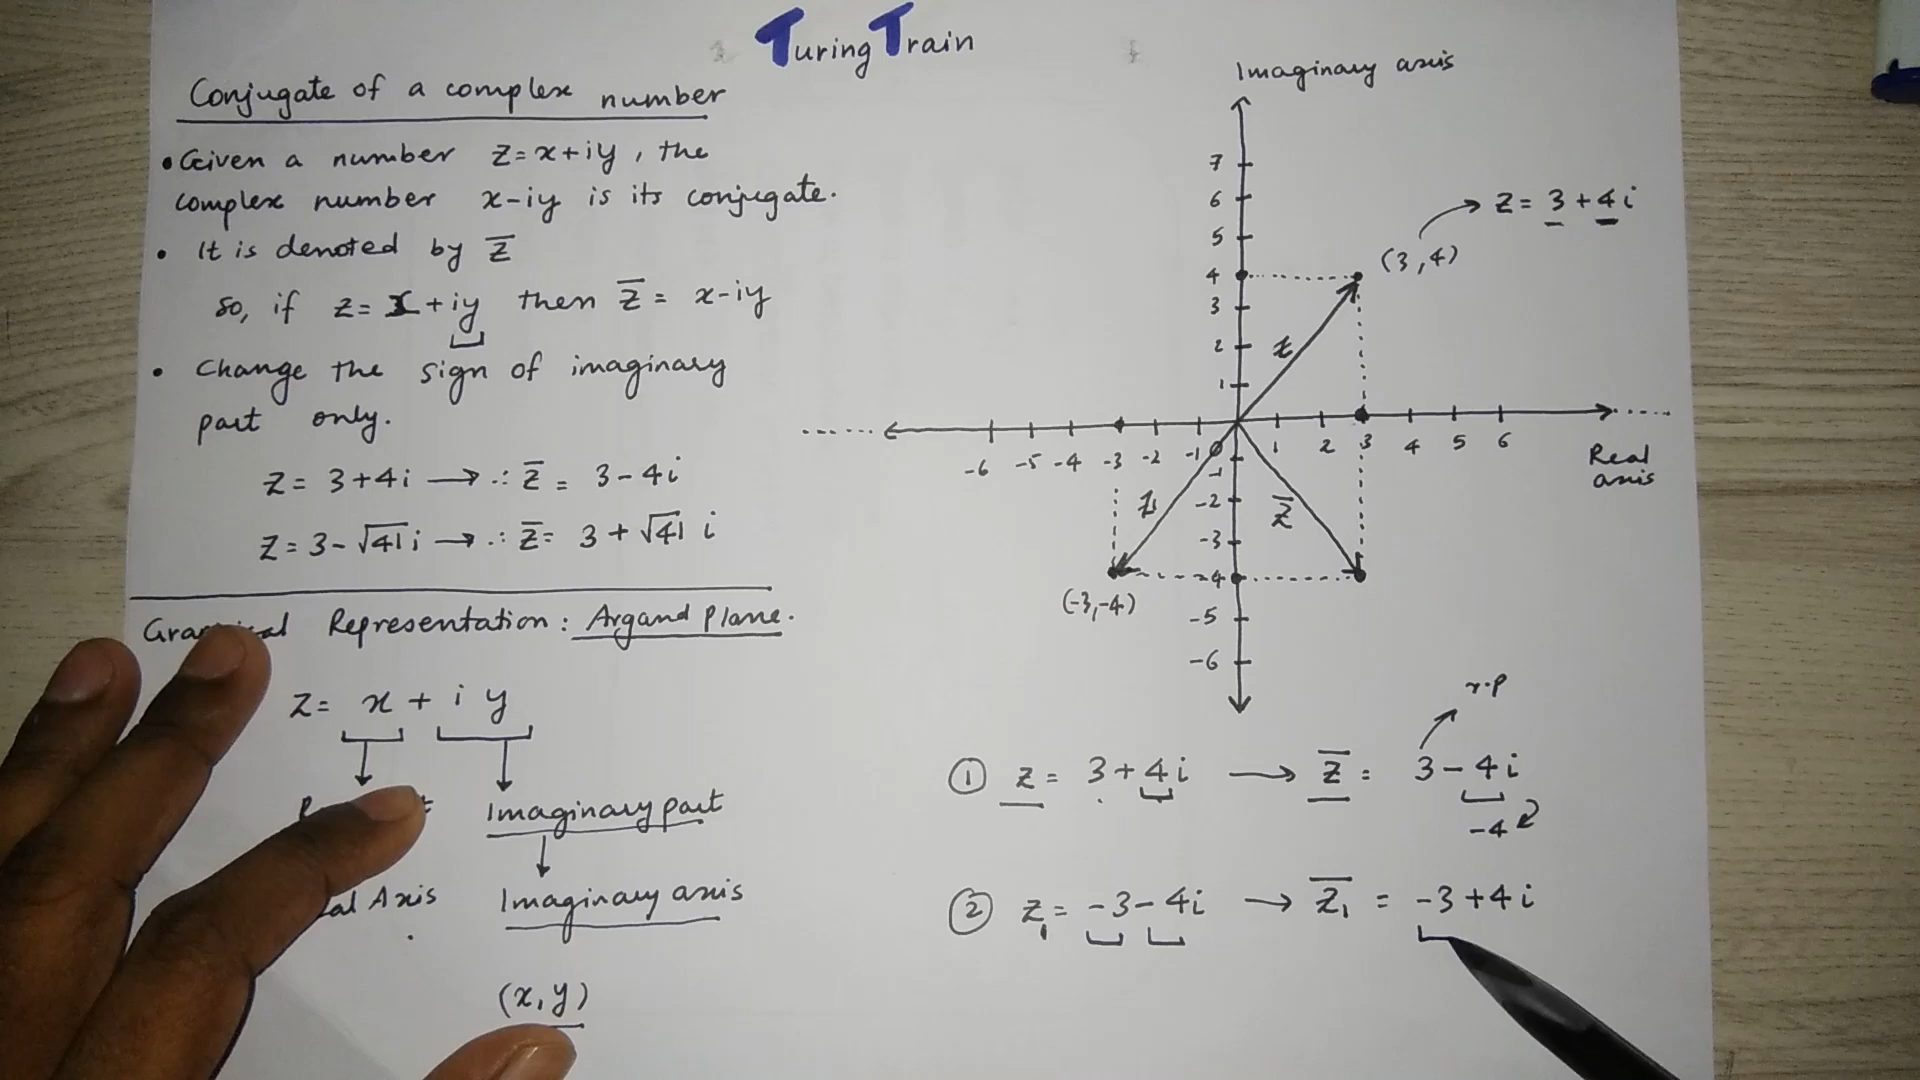 TuringTrain
Conjugate of a complex number
• Given a number z=x+iy, the
complex number x-iy is its conjugate.
• It is denoted by z̅
so, if z= x+iy then z̅ = x-iy
• Change the sign of imaginary
part only.
z= 3+4i → ∴ z̅ = 3-4i
z= 3-√41 i → ∴ z̅= 3+√41 i
Representation: Argand Plane.
z= x + i y
Imaginary part
Axis Imaginary axis
(x,y)
Imaginary axis
7
6
5
4
3
2
1
z= 3+4i
(3,4)
z
-6 -5 -4 -3 -2 -1 0 1 2 3 4 5 6
Real
axis
-1
-2
-3
-4
-5
-6
z₁
z̅
(-3,-4)
r.p
① z= 3+4i → z̅ = 3-4i
-4
② z₁= -3-4i → z̅₁ = -3+4i